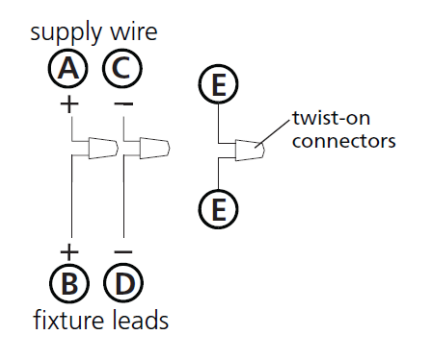 supply wire
A C
E
+ −
twist-on
connectors
E
+ −
B D
fixture leads